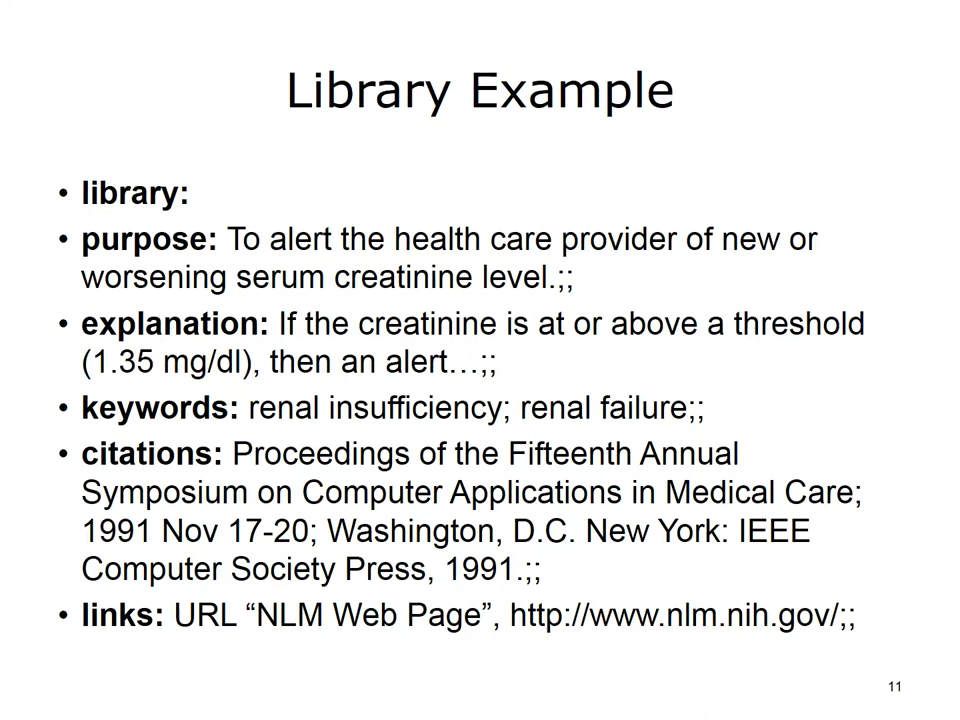 Library Example
• library:
• purpose: To alert the health care provider of new or
worsening serum creatinine level.;;
• explanation: If the creatinine is at or above a threshold
(1.35 mg/dl), then an alert…;;
• keywords: renal insufficiency; renal failure;;
• citations: Proceedings of the Fifteenth Annual
Symposium on Computer Applications in Medical Care;
1991 Nov 17-20; Washington, D.C. New York: IEEE
Computer Society Press, 1991.;;
• links: URL “NLM Web Page”, http://www.nlm.nih.gov/;;
11